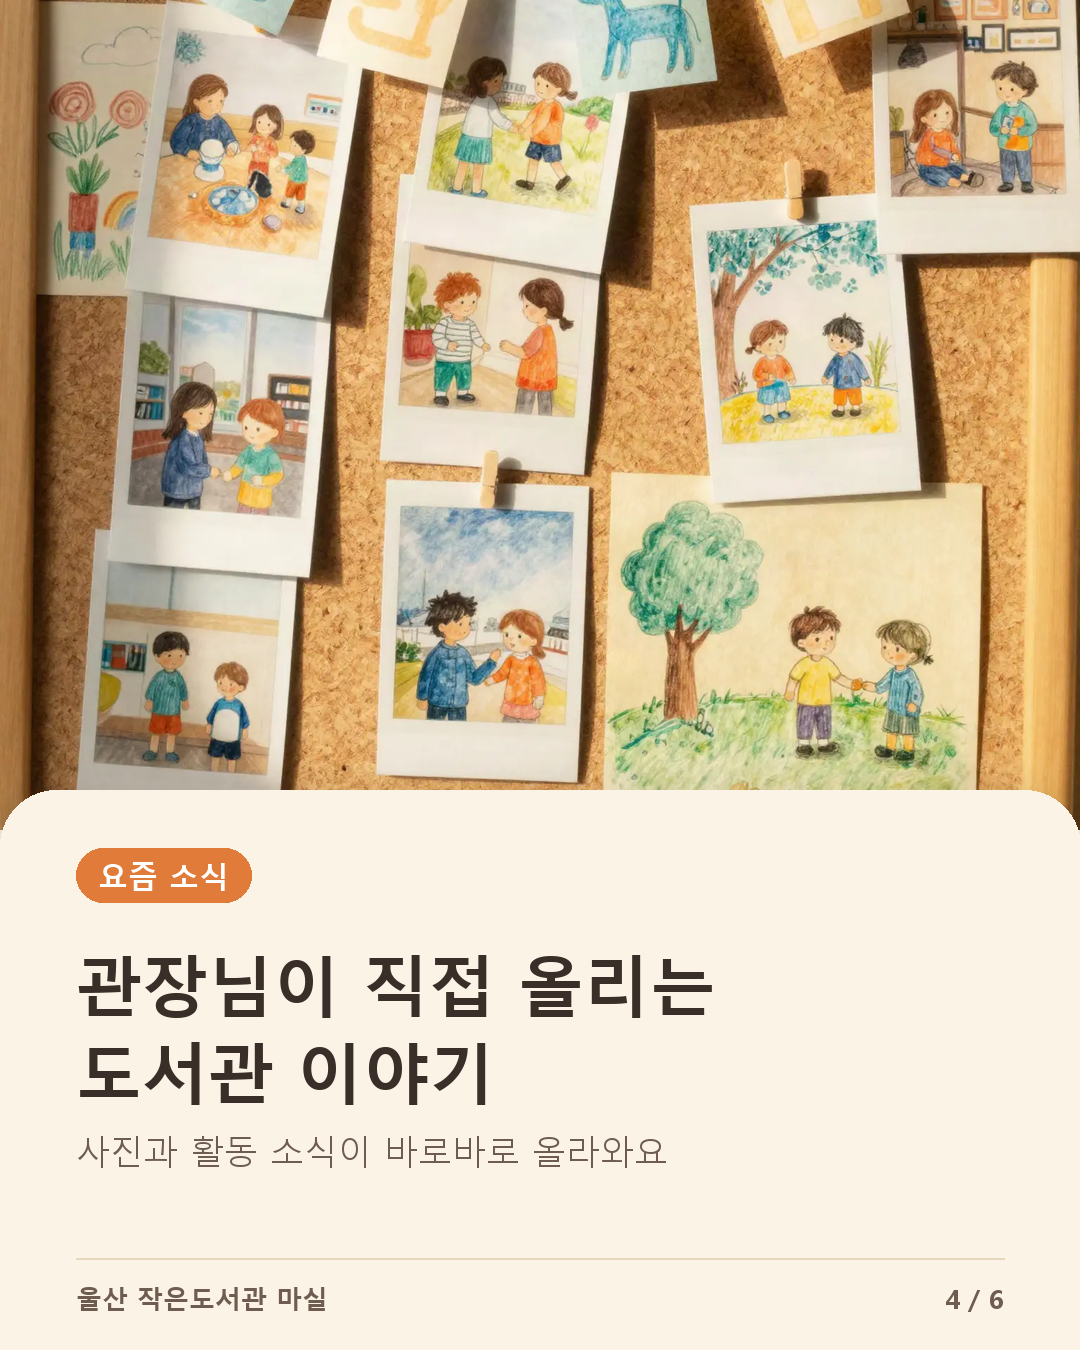 요즘 소식
관장님이 직접 올리는
도서관 이야기
사진과 활동 소식이 바로바로 올라와요
울산 작은도서관 마실
4 / 6